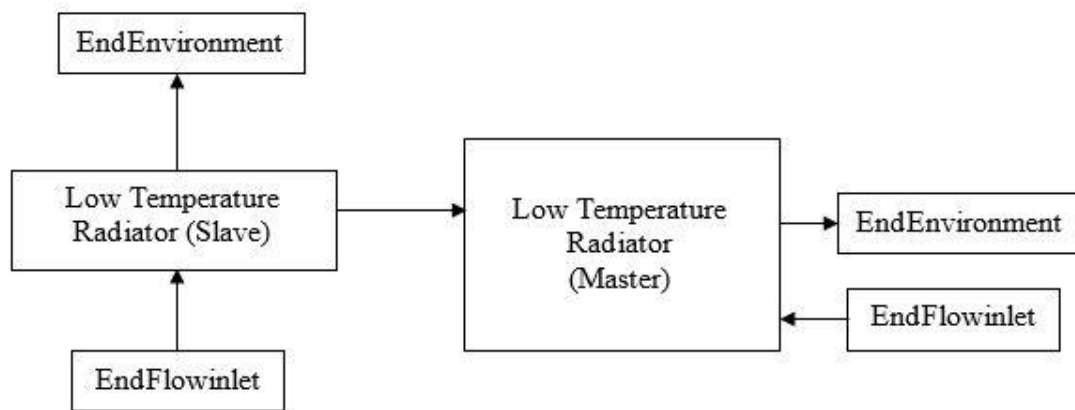 EndEnvironment
Low Temperature
Radiator (Slave)
EndFlowinlet
Low Temperature
Radiator
(Master)
EndEnvironment
EndFlowinlet